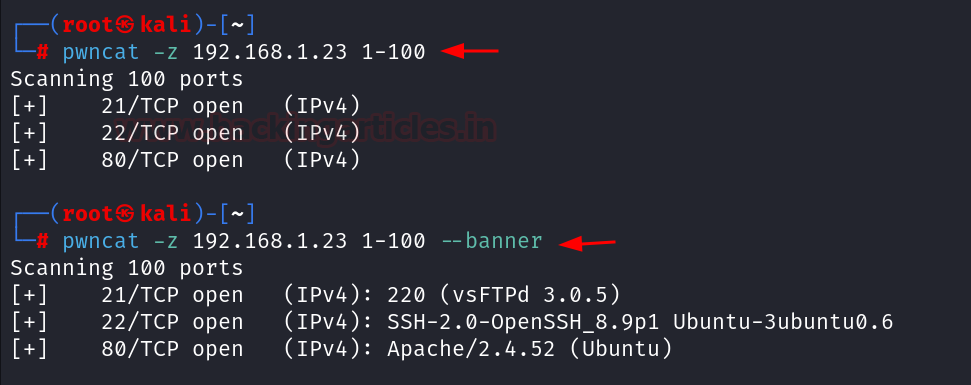 ┌──(root㉿kali)-[~]
└─# pwncat -z 192.168.1.23 1-100
Scanning 100 ports
[+]    21/TCP open   (IPv4)
[+]    22/TCP open   (IPv4)
www.hackingarticles.in
[+]    80/TCP open   (IPv4)
┌──(root㉿kali)-[~]
└─# pwncat -z 192.168.1.23 1-100 --banner
Scanning 100 ports
[+]    21/TCP open   (IPv4): 220 (vsFTPd 3.0.5)
[+]    22/TCP open   (IPv4): SSH-2.0-OpenSSH_8.9p1 Ubuntu-3ubuntu0.6
[+]    80/TCP open   (IPv4): Apache/2.4.52 (Ubuntu)